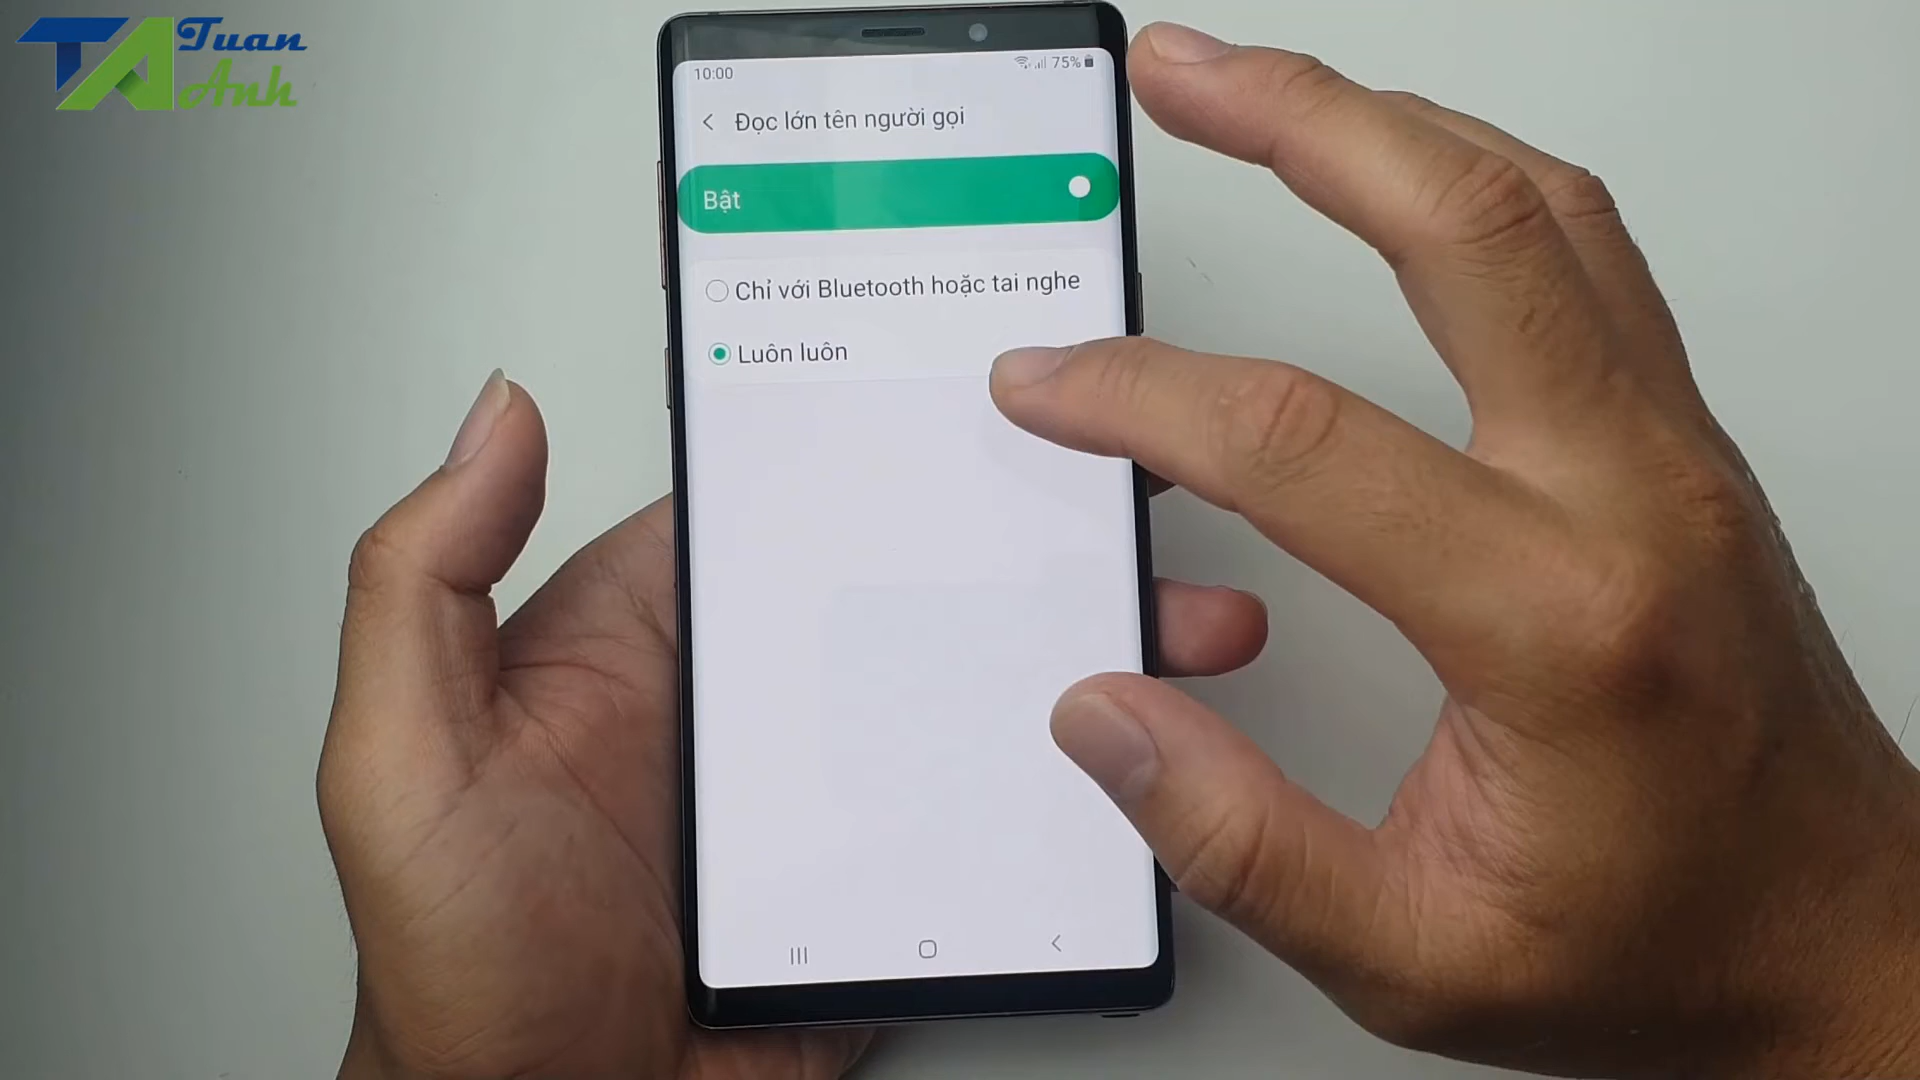 TA Tuan
Anh
10:00
75%
Đọc lớn tên người gọi
Bật
Chỉ với Bluetooth hoặc tai nghe
Luôn luôn